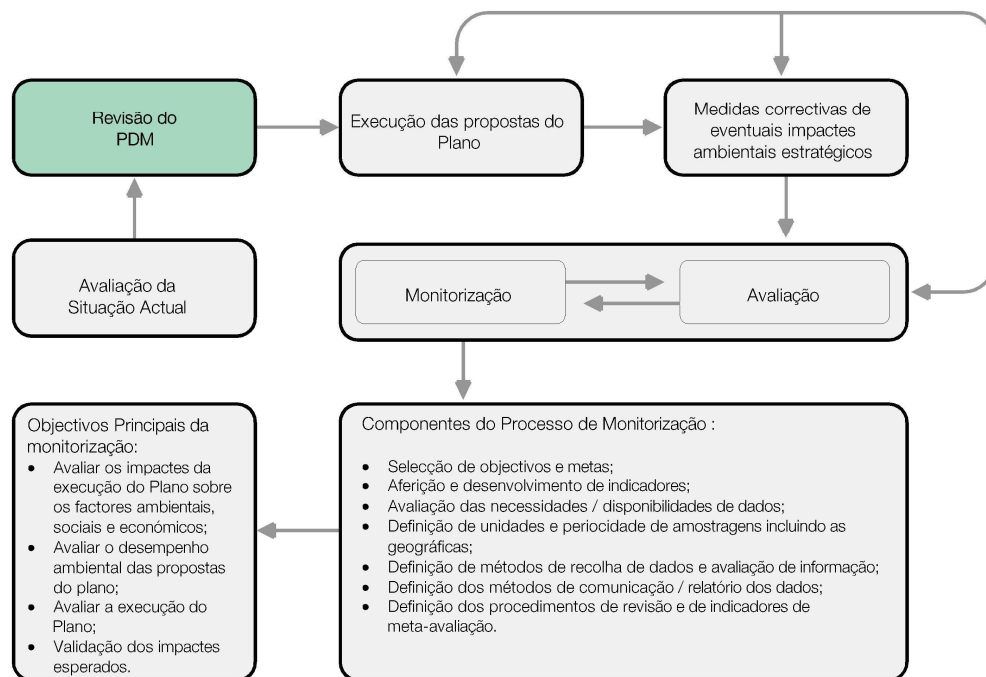 Revisão do
PDM
Execução das propostas do
Plano
Medidas correctivas de
eventuais impactes
ambientais estratégicos
Avaliação da
Situação Actual
Monitorização
Avaliação
Objectivos Principais da
monitorização:
• Avaliar os impactes da
execução do Plano sobre
os factores ambientais,
sociais e económicos;
• Avaliar o desempenho
ambiental das propostas
do plano;
• Avaliar a execução do
Plano;
• Validação dos impactes
esperados.
Componentes do Processo de Monitorização :
• Selecção de objectivos e metas;
• Aferição e desenvolvimento de indicadores;
• Avaliação das necessidades / disponibilidades de dados;
• Definição de unidades e periocidade de amostragens incluindo as
geográficas;
• Definição de métodos de recolha de dados e avaliação de informação;
• Definição dos métodos de comunicação / relatório dos dados;
• Definição dos procedimentos de revisão e de indicadores de
meta-avaliação.